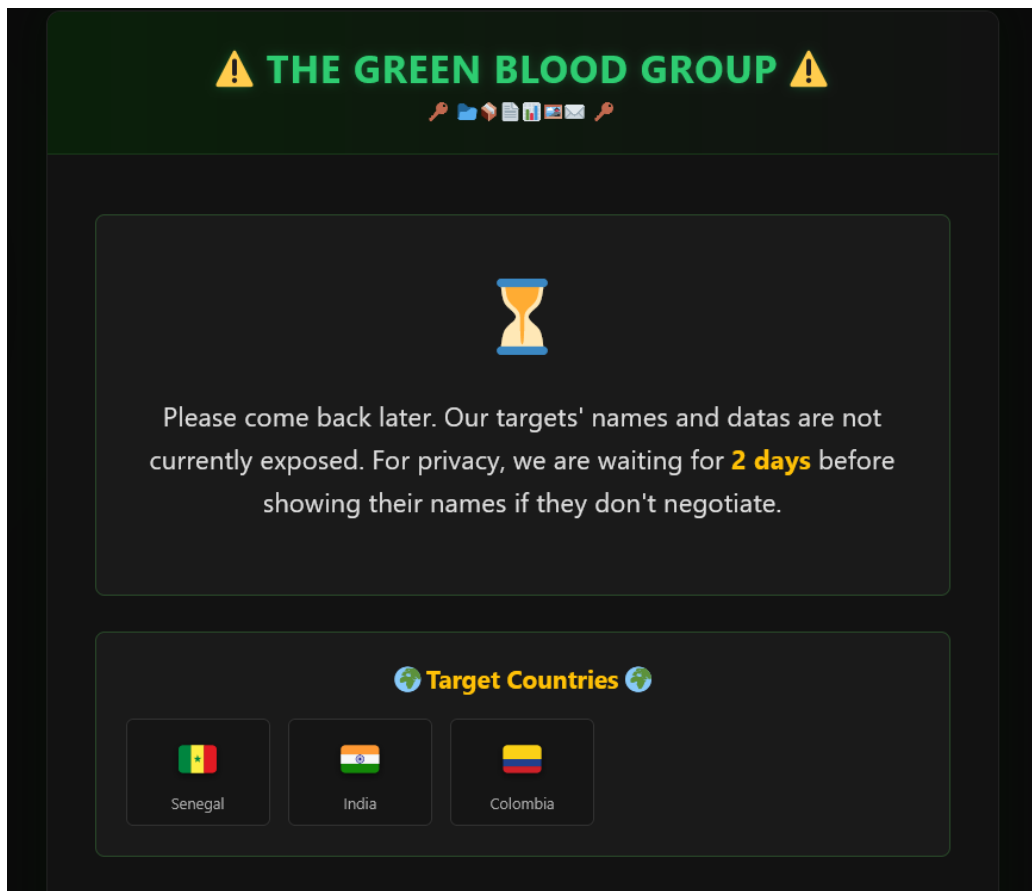 THE GREEN BLOOD GROUP
Please come back later. Our targets' names and datas are not
currently exposed. For privacy, we are waiting for 2 days before
showing their names if they don't negotiate.
Target Countries
Senegal
India
Colombia